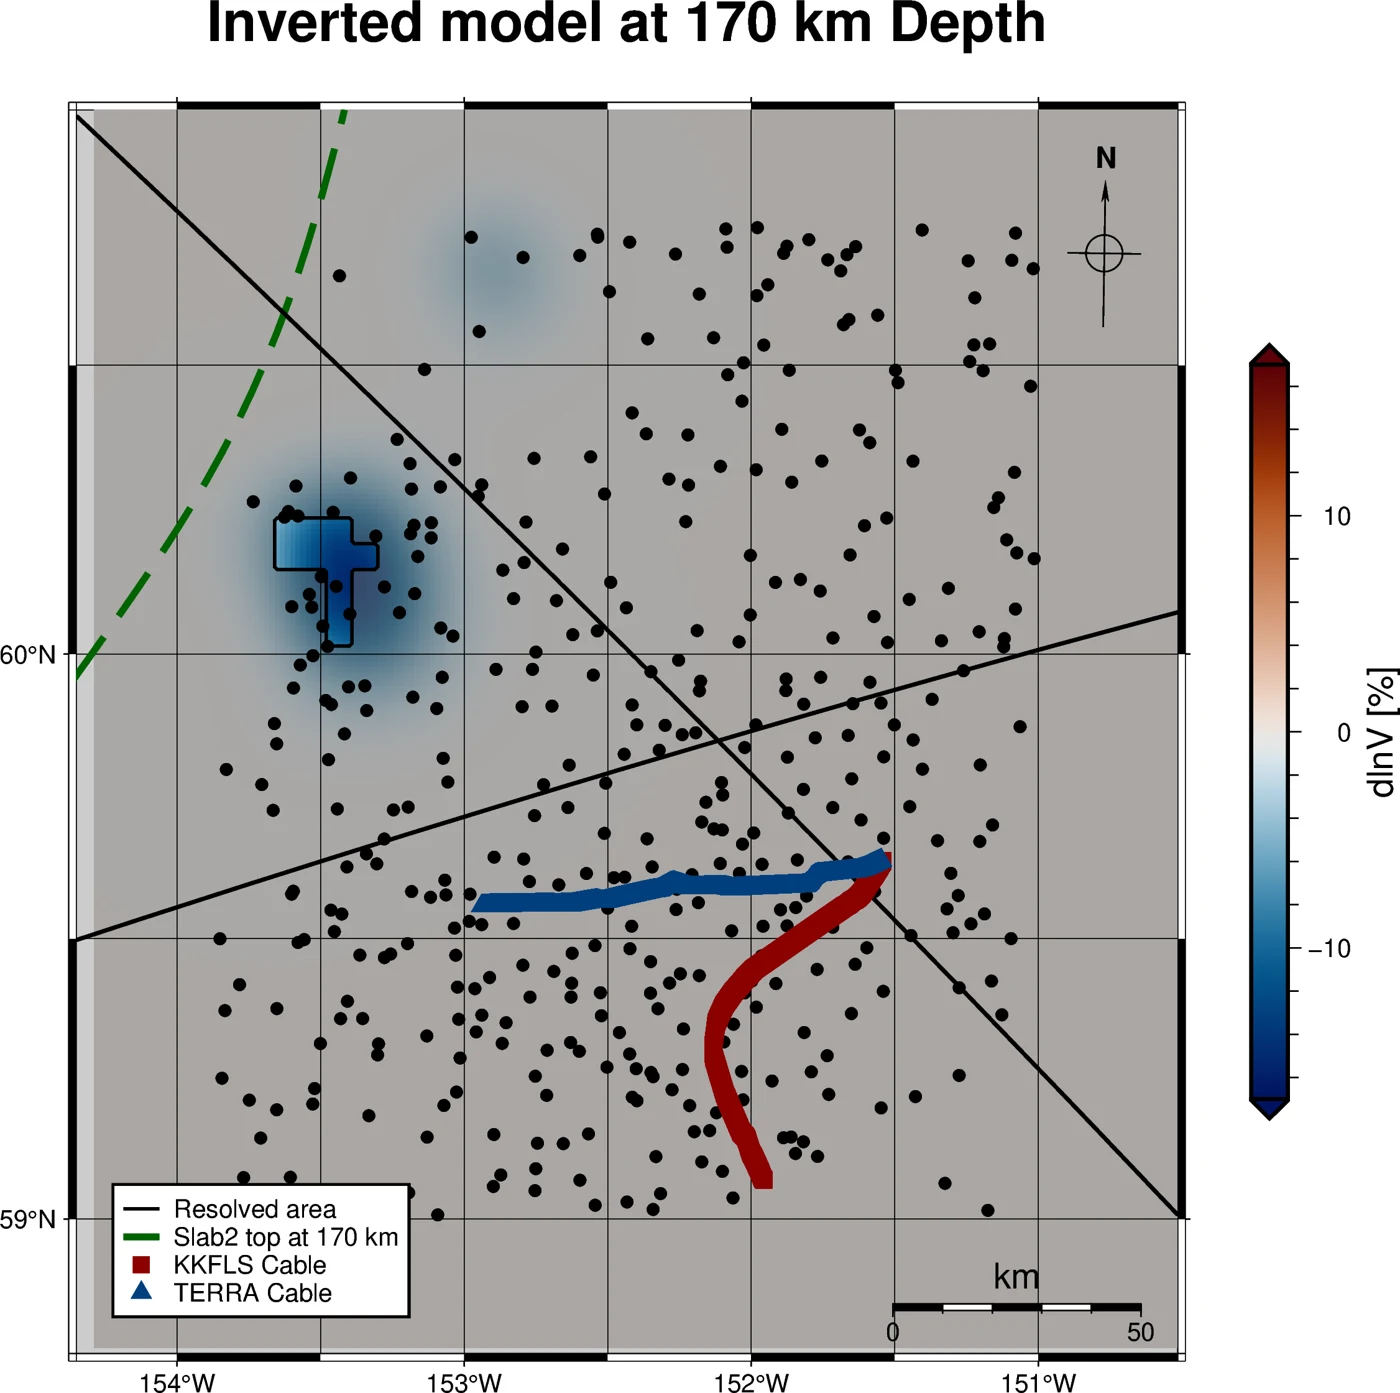 Inverted model at 170 km Depth
N
10
0
−10
dlnV [%]
60°N
59°N
Resolved area
Slab2 top at 170 km
KKFLS Cable
TERRA Cable
km
0 50
154°W 153°W 152°W 151°W